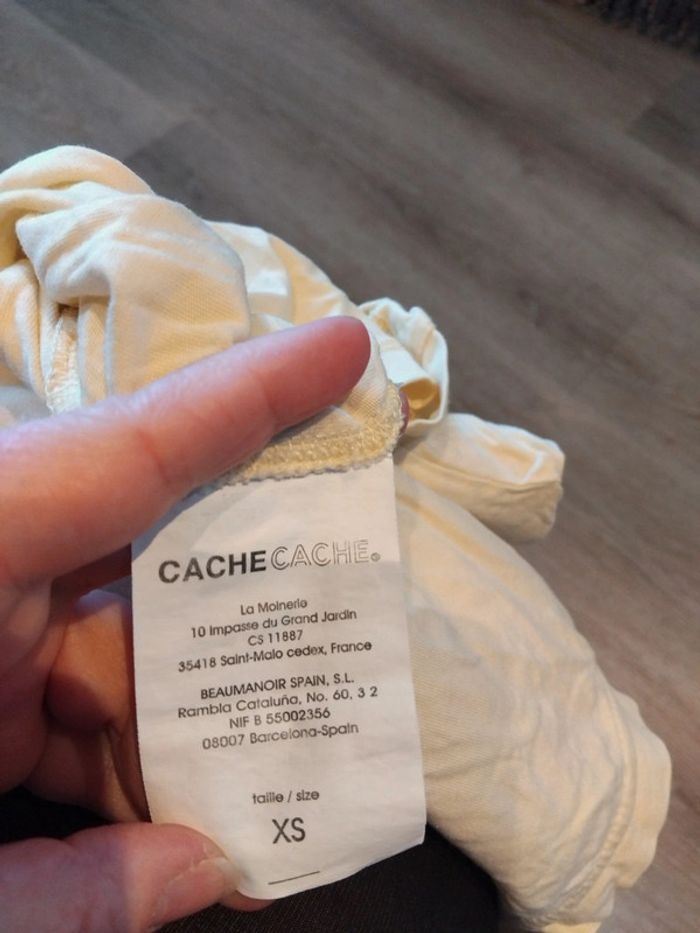 CACHECACHE®
La Moinerie
10 Impasse du Grand Jardin
CS 11887
35418 Saint-Malo cedex, France
BEAUMANOIR SPAIN, S.L.
Rambla Cataluña, No. 60, 3 2
NIF B 55002356
08007 Barcelona-Spain
taille / size
XS